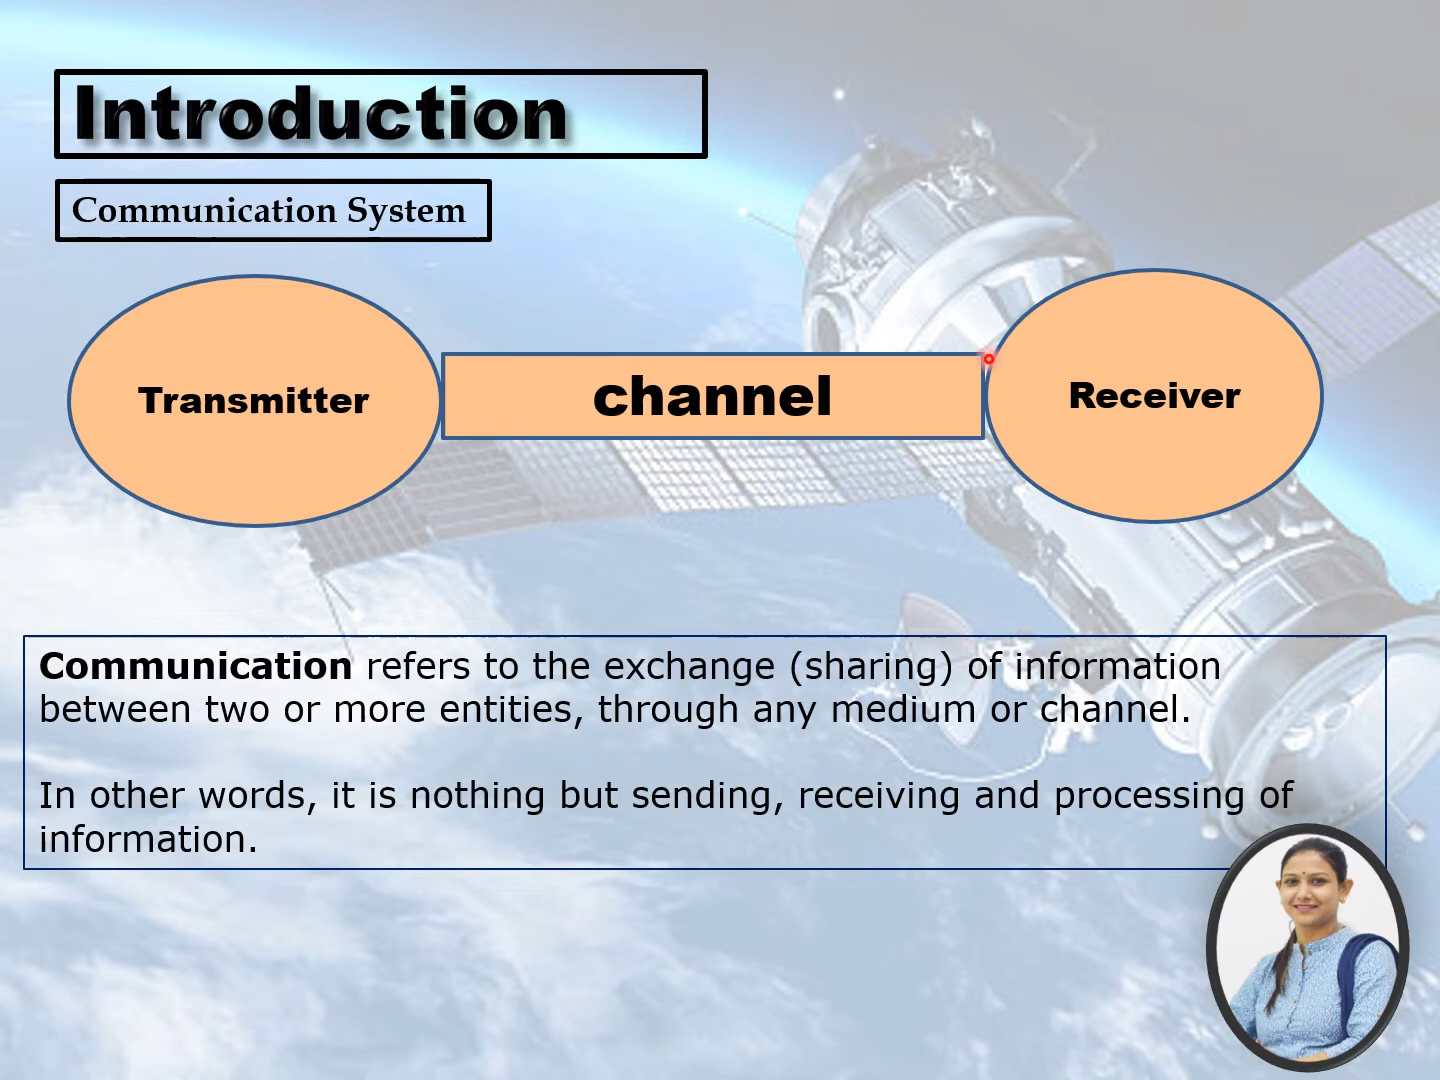 Introduction
Communication System
Transmitter
channel
Receiver
Communication refers to the exchange (sharing) of information
between two or more entities, through any medium or channel.
In other words, it is nothing but sending, receiving and processing of
information.